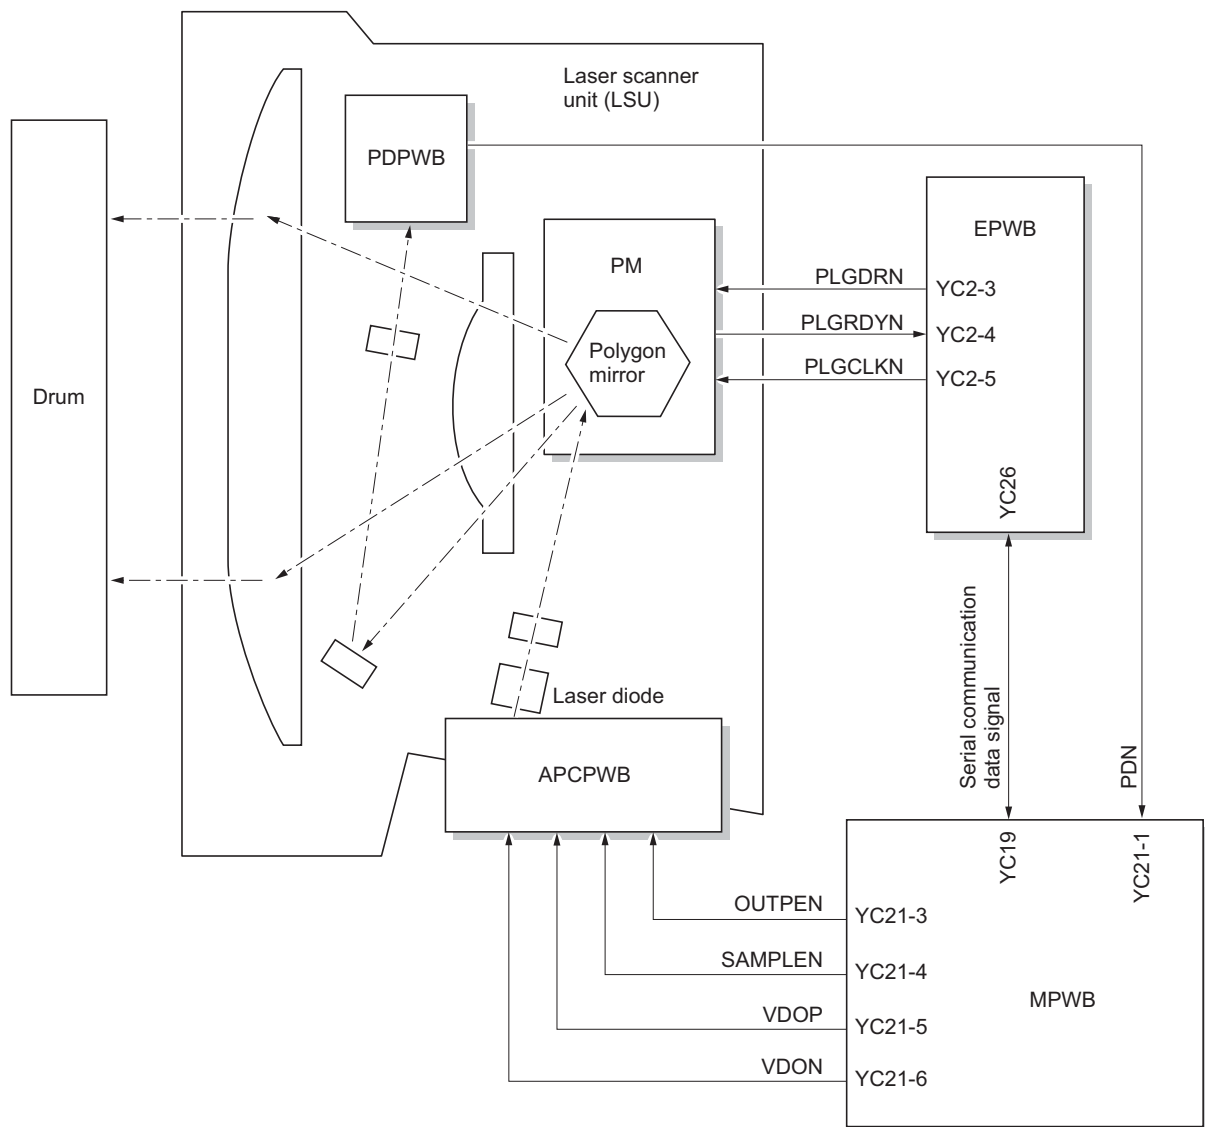 Laser scanner
unit (LSU)
PDPWB
EPWB
PM
PLGDRN
YC2-3
PLGRDYN
YC2-4
Polygon
mirror
PLGCLKN
YC2-5
Drum
YC26
Serial communication
data signal
Laser diode
PDN
APCPWB
YC19
YC21-1
OUTPEN
YC21-3
SAMPLEN
YC21-4
MPWB
VDOP
YC21-5
VDON
YC21-6